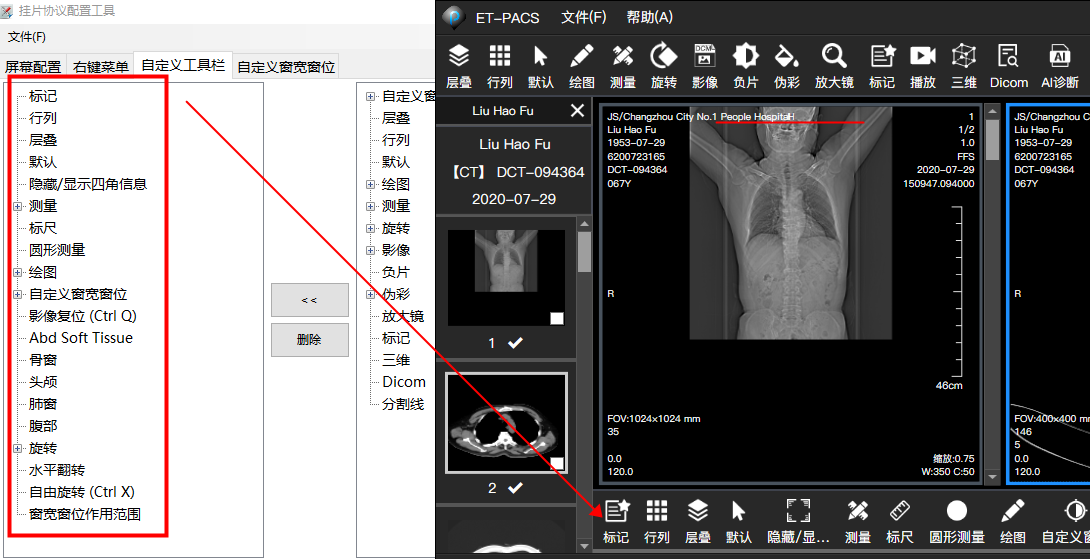 挂片协议配置工具
文件(F)
屏幕配置 右键菜单 自定义工具栏 自定义窗宽窗位
标记
行列
层叠
默认
隐藏/显示四角信息
测量
标尺
圆形测量
绘图
自定义窗宽窗位
影像复位 (Ctrl Q)
Abd Soft Tissue
骨窗
头颅
肺窗
腹部
旋转
水平翻转
自由旋转 (Ctrl X)
窗宽窗位作用范围
<<
删除
自定义窗
层叠
行列
默认
绘图
测量
旋转
影像
负片
伪彩
放大镜
标记
三维
Dicom
分割线
ET-PACS 文件(F) 帮助(A)
DCM
AI
层叠 行列 默认 绘图 测量 旋转 影像 负片 伪彩 放大镜 标记 播放 三维 Dicom AI诊断
Liu Hao Fu
Liu Hao Fu
【CT】 DCT-094364
2020-07-29
1
2
JS/Changzhou City No.1 People Hospital
Liu Hao Fu
1953-07-29
6200723165
DCT-094364
067Y
H
1
1/2
1.0
FFS
2020-07-29
150947.094000
R
46cm
FOV:1024x1024 mm
35
0.0
120.0
缩放:0.75
W:350 C:50
JS/Changzhou
Liu Hao Fu
1953-07-29
6200723165
DCT-094364
067Y
R
FOV:400x400 mm
146
5
0.0
120.0
标记 行列 层叠 默认 隐藏/显... 测量 标尺 圆形测量 绘图 自定义窗